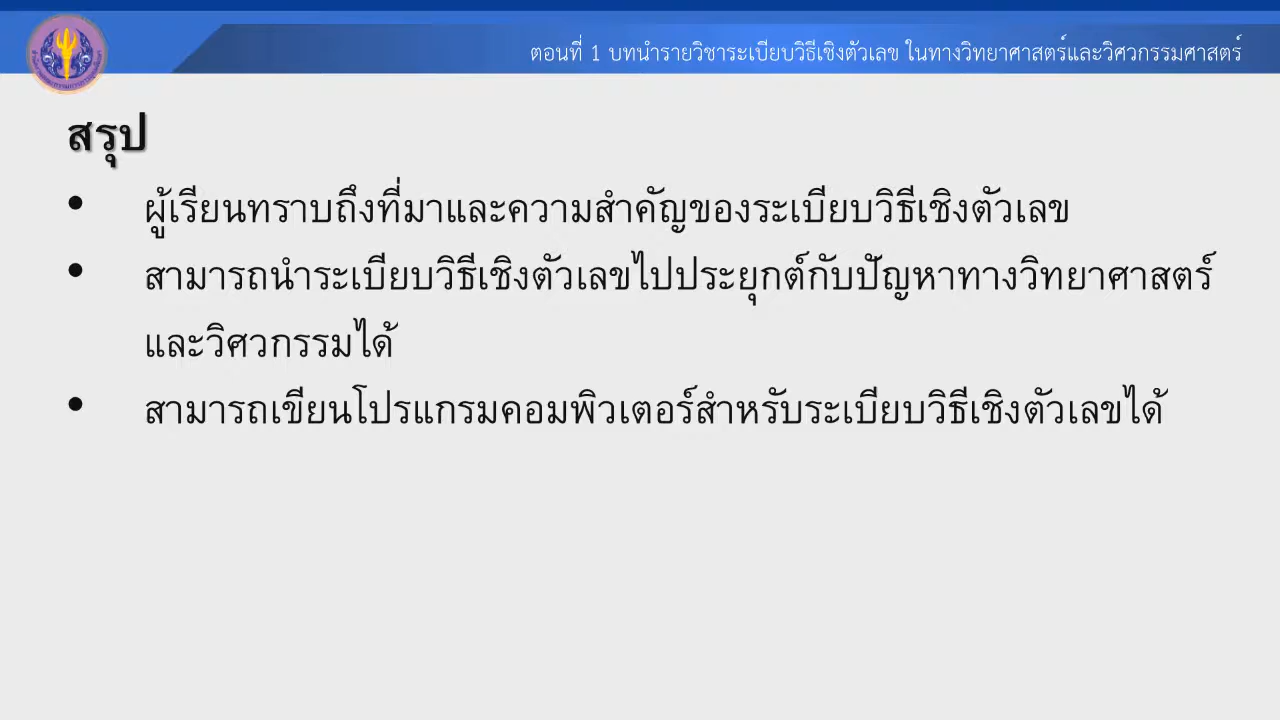 ตอนที่ 1 บทนำรายวิชาระเบียบวิธีเชิงตัวเลข ในทางวิทยาศาสตร์และวิศวกรรมศาสตร์
สรุป
• ผู้เรียนทราบถึงที่มาและความสำคัญของระเบียบวิธีเชิงตัวเลข
• สามารถนำระเบียบวิธีเชิงตัวเลขไปประยุกต์กับปัญหาทางวิทยาศาสตร์
และวิศวกรรมได้
• สามารถเขียนโปรแกรมคอมพิวเตอร์สำหรับระเบียบวิธีเชิงตัวเลขได้